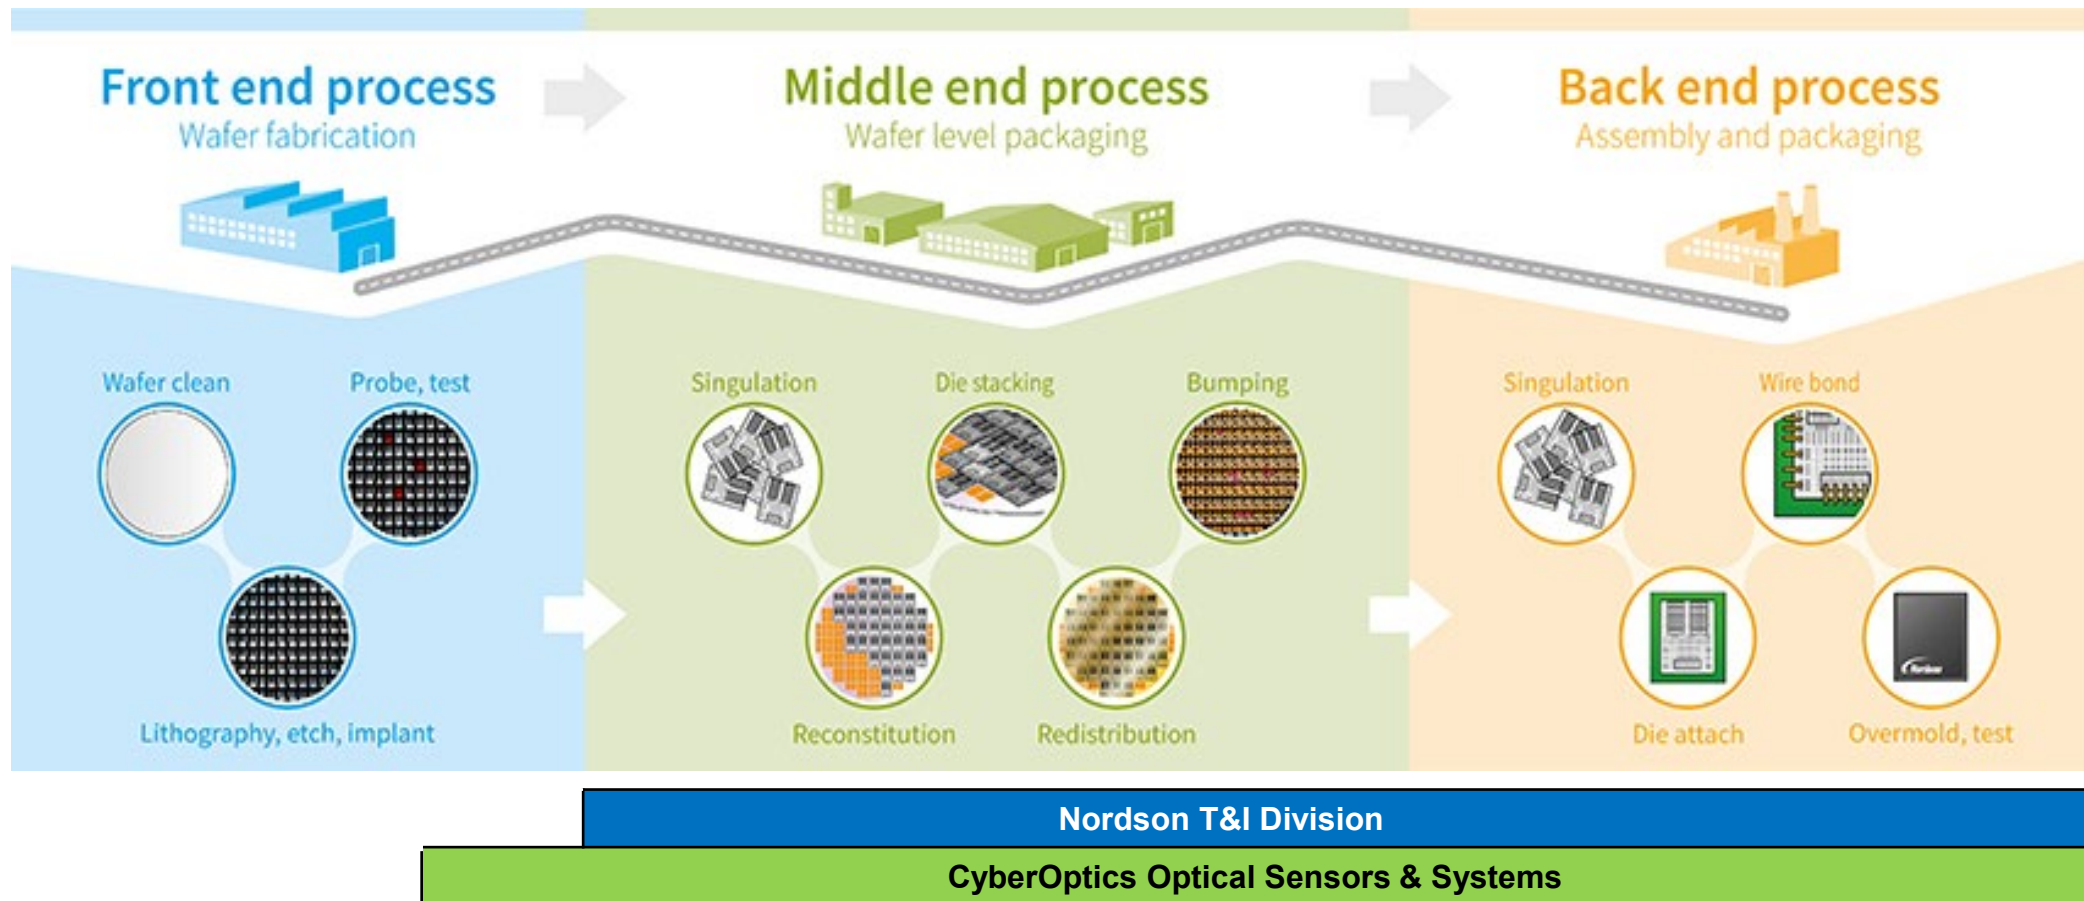 Front end process
Wafer fabrication
Middle end process
Wafer level packaging
Back end process
Assembly and packaging
Wafer clean
Probe, test
Lithography, etch, implant
Singulation
Die stacking
Bumping
Reconstitution
Redistribution
Singulation
Wire bond
Die attach
Overmold, test
Nordson
Nordson T&I Division
CyberOptics Optical Sensors & Systems